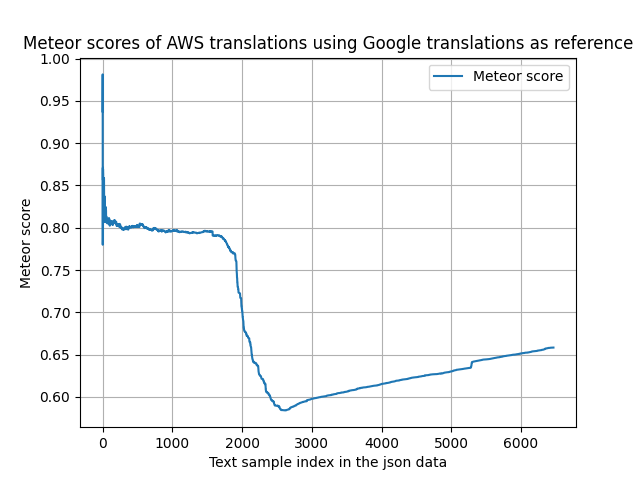 Meteor scores of AWS translations using Google translations as reference
1.00
0.95
0.90
0.85
0.80
0.75
0.70
0.65
0.60
Meteor score
Meteor score
0 1000 2000 3000 4000 5000 6000
Text sample index in the json data